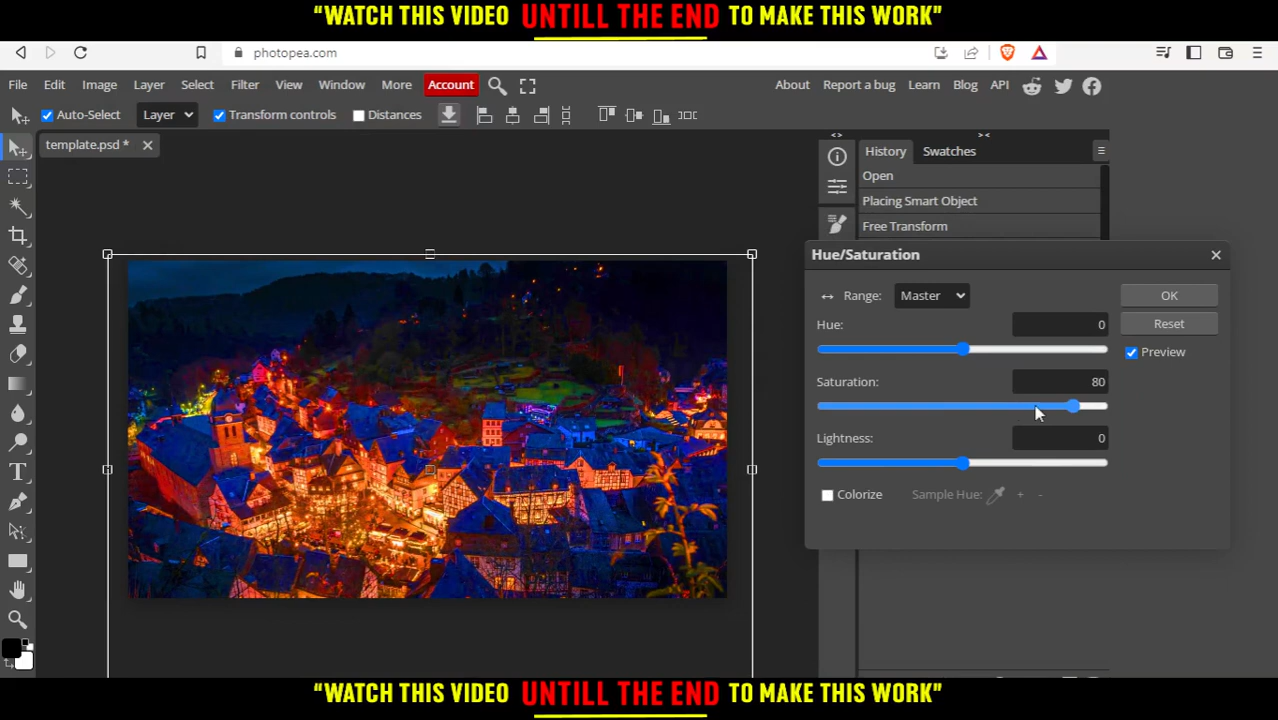 “WATCH THIS VIDEO UNTILL THE END TO MAKE THIS WORK”
photopea.com
File Edit Image Layer Select Filter View Window More Account About Report a bug Learn Blog API
Auto-Select Layer Transform controls Distances
template.psd *
History Swatches
Open
Placing Smart Object
Free Transform
Hue/Saturation
Range: Master OK
Hue: 0 Reset
Preview
Saturation: 80
Lightness: 0
Colorize Sample Hue: + -
“WATCH THIS VIDEO UNTILL THE END TO MAKE THIS WORK”